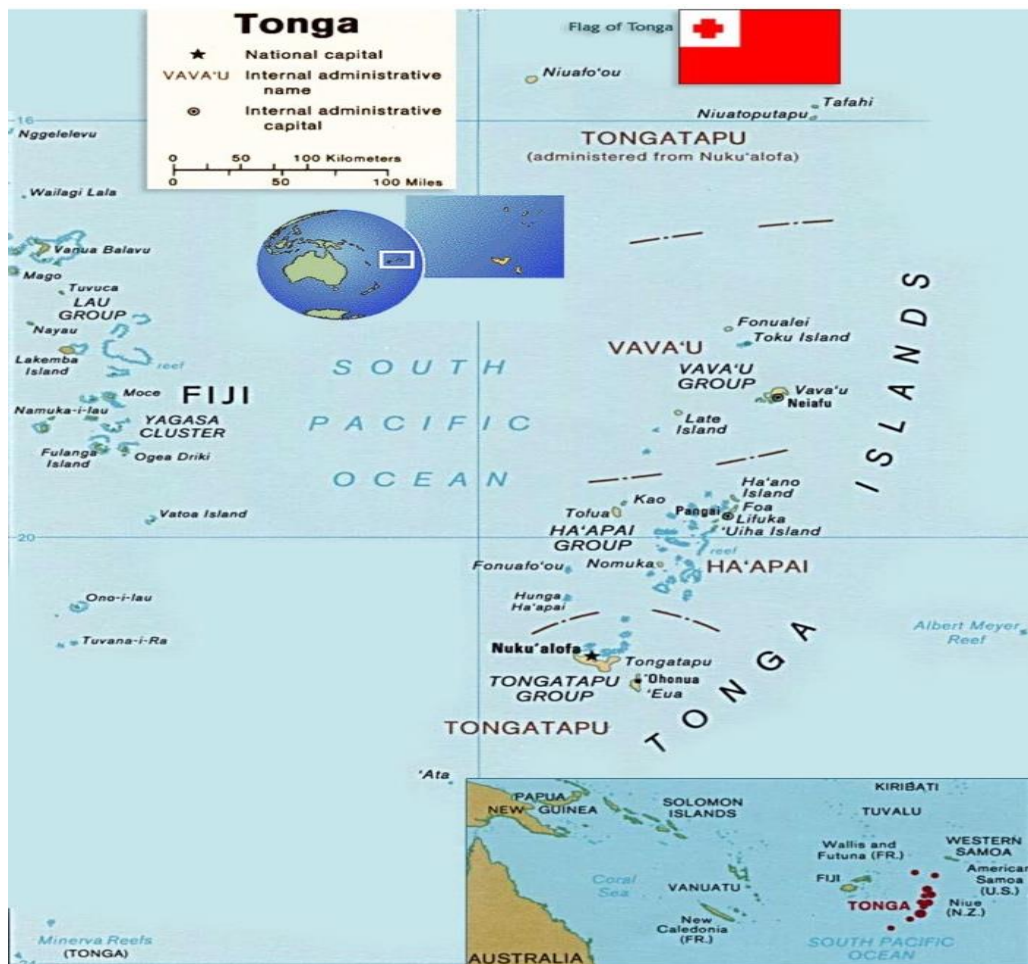 Tonga
National capital
VAVA'U Internal administrative
name
Internal administrative
capital
0 50 100 Kilometers
0 50 100 Miles
Flag of Tonga
Niuafo'ou
Tafahi
Niuatoputapu
16
TONGATAPU
(administered from Nuku'alofa)
Nggelelevu
Wailagi Lala
Vanua Balavu
Mago
Tuvuca
LAU
GROUP
Nayau
reef
Lakemba
Island
Moce
FIJI
Namuka-i-lau
YAGASA
CLUSTER
Fulanga
Island
Ogea Driki
Vatoa Island
Ono-i-lau
Tuvana-i-Ra
SOUTH
PACIFIC
OCEAN
Fonualei
Toku Island
VAVA'U
VAVA'U
GROUP
Vava'u
Neiafu
Late
Island
ISLANDS
Ha'ano
Island
Kao
Foa
Tofua
Pangai
Lifuka
HA'APAI
GROUP
'Uiha Island
20
reef
Fonuafo'ou
Nomuka
HA'APAI
Hunga
Ha'apai
Albert Meyer
Reef
Nuku'alofa
Tongatapu
TONGATAPU
GROUP
'Ohonua
'Eua
TONGA
TONGATAPU
'Ata
Minerva Reefs
(TONGA)
PAPUA
NEW GUINEA
SOLOMON
ISLANDS
KIRIBATI
TUVALU
Wallis and
Futuna (FR.)
WESTERN
SAMOA
American
Samoa
(U.S.)
FIJI
Coral
Sea
VANUATU
TONGA
Niue
(N.Z.)
New
Caledonia
(FR.)
SOUTH PACIFIC
OCEAN
AUSTRALIA